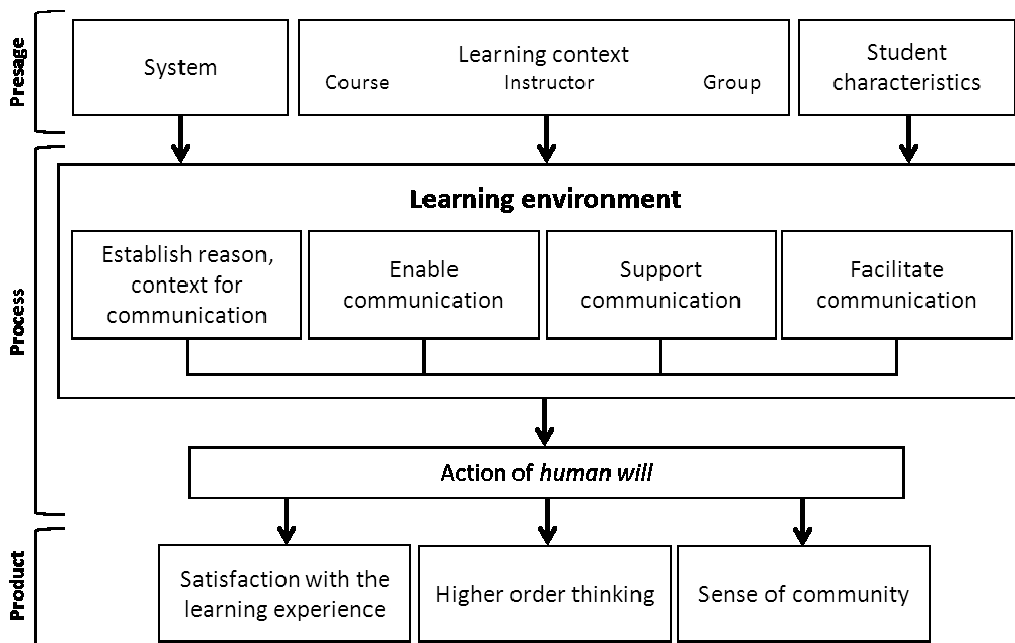 Presage
System
Learning context
Course Instructor Group
Student
characteristics
Process
Learning environment
Establish reason,
context for
communication
Enable
communication
Support
communication
Facilitate
communication
Action of human will
Product
Satisfaction with the
learning experience
Higher order thinking
Sense of community